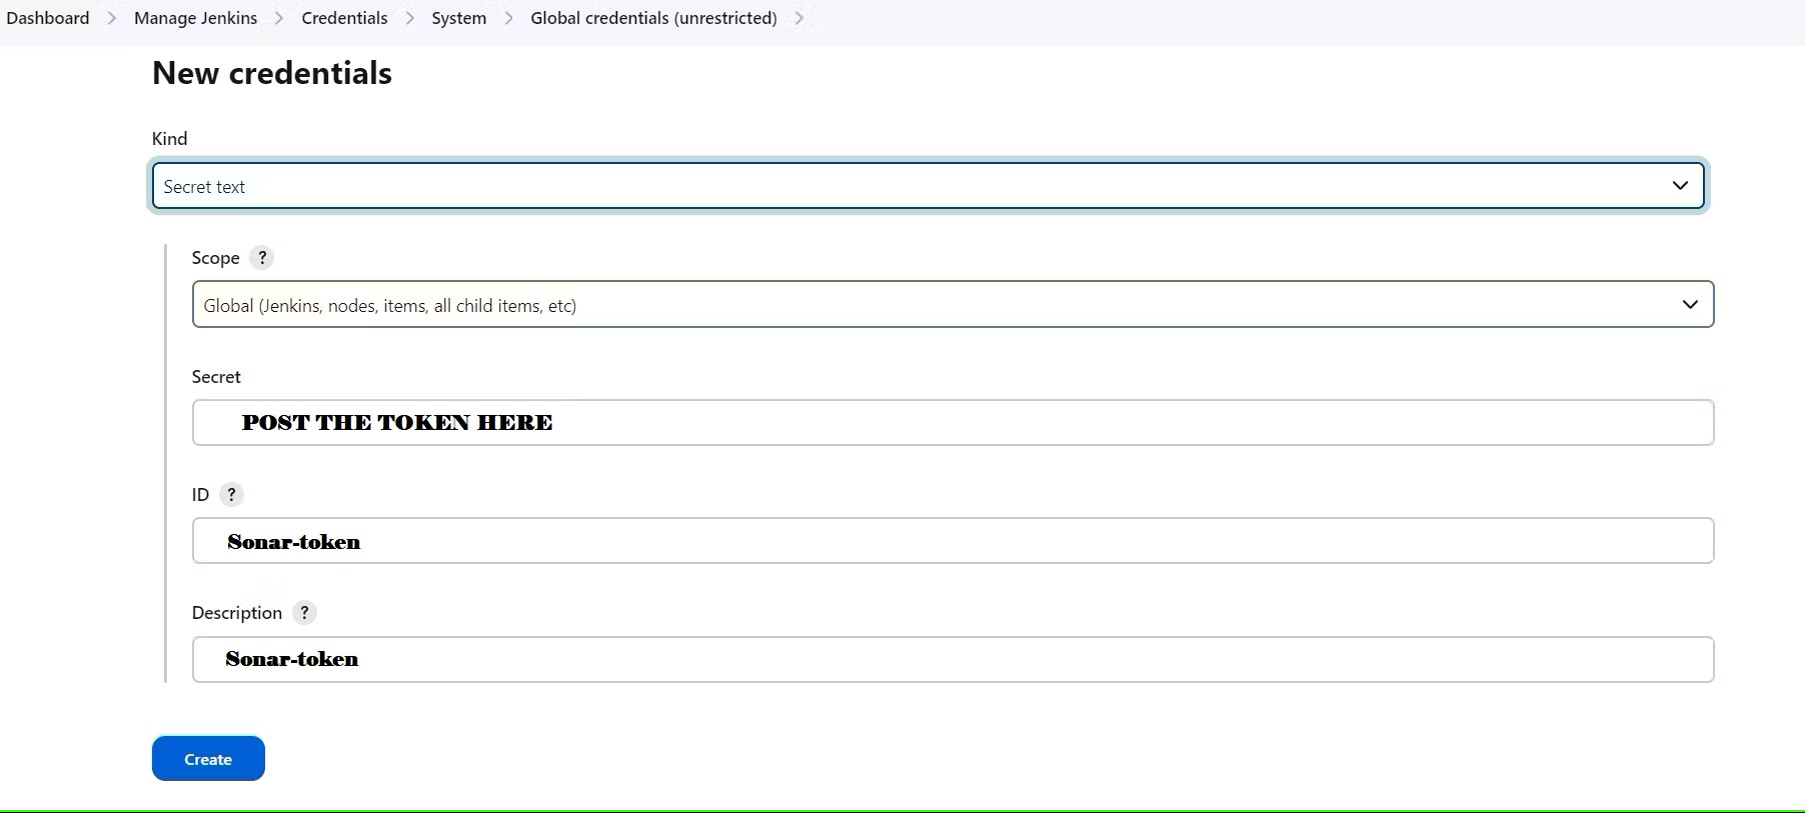 Dashboard > Manage Jenkins > Credentials > System > Global credentials (unrestricted) >
New credentials
Kind
Secret text
Scope ?
Global (Jenkins, nodes, items, all child items, etc)
Secret
POST THE TOKEN HERE
ID ?
Sonar-token
Description ?
Sonar-token
Create